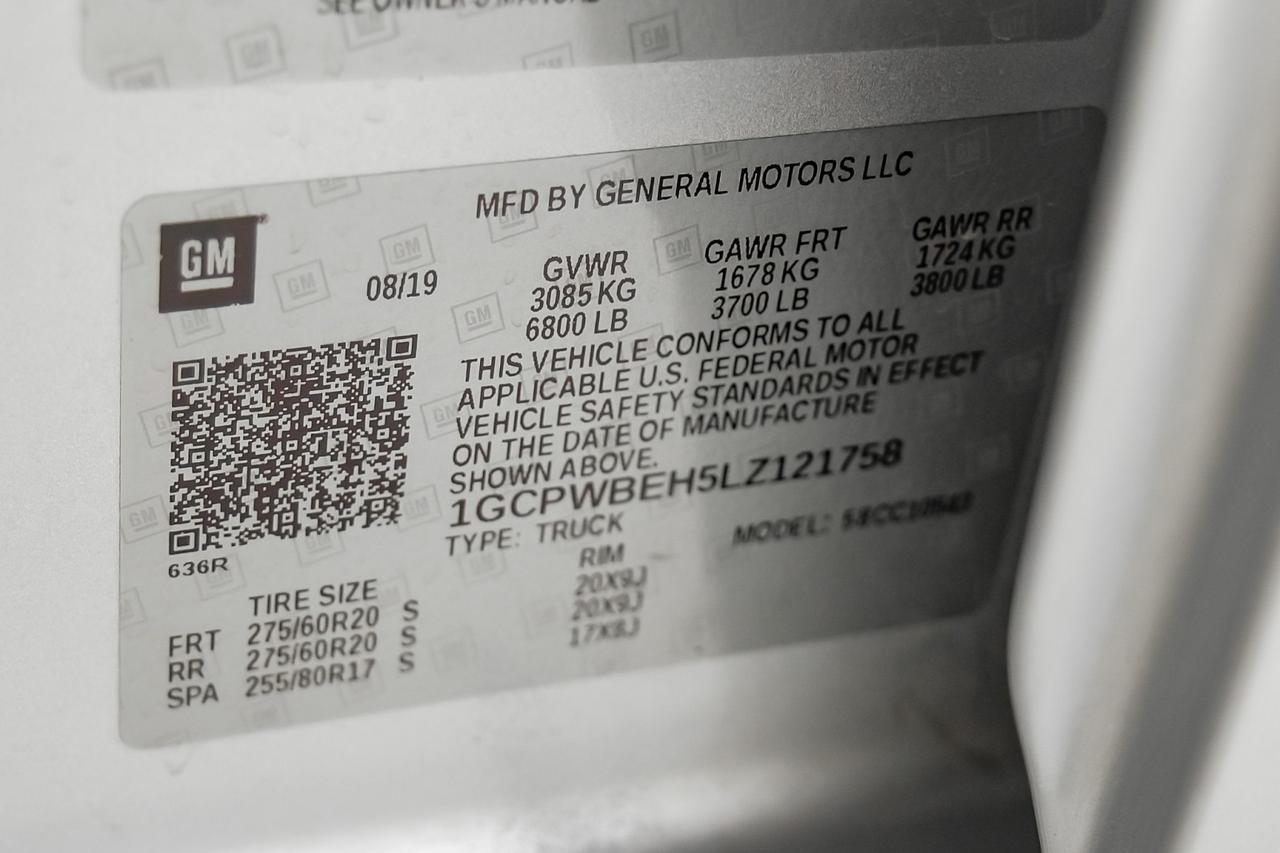 SEE OWNER'S MANUAL
MFD BY GENERAL MOTORS LLC
GM
08/19
GVWR
3085 KG
6800 LB
GAWR FRT
1678 KG
3700 LB
GAWR RR
1724 KG
3800 LB
THIS VEHICLE CONFORMS TO ALL
APPLICABLE U.S. FEDERAL MOTOR
VEHICLE SAFETY STANDARDS IN EFFECT
ON THE DATE OF MANUFACTURE
SHOWN ABOVE.
1GCPWBEH5LZ121758
TYPE: TRUCK MODEL:
636R
TIRE SIZE RIM
FRT 275/60R20 S 20X9J
RR 275/60R20 S 20X9J
SPA 255/80R17 S 17X8J